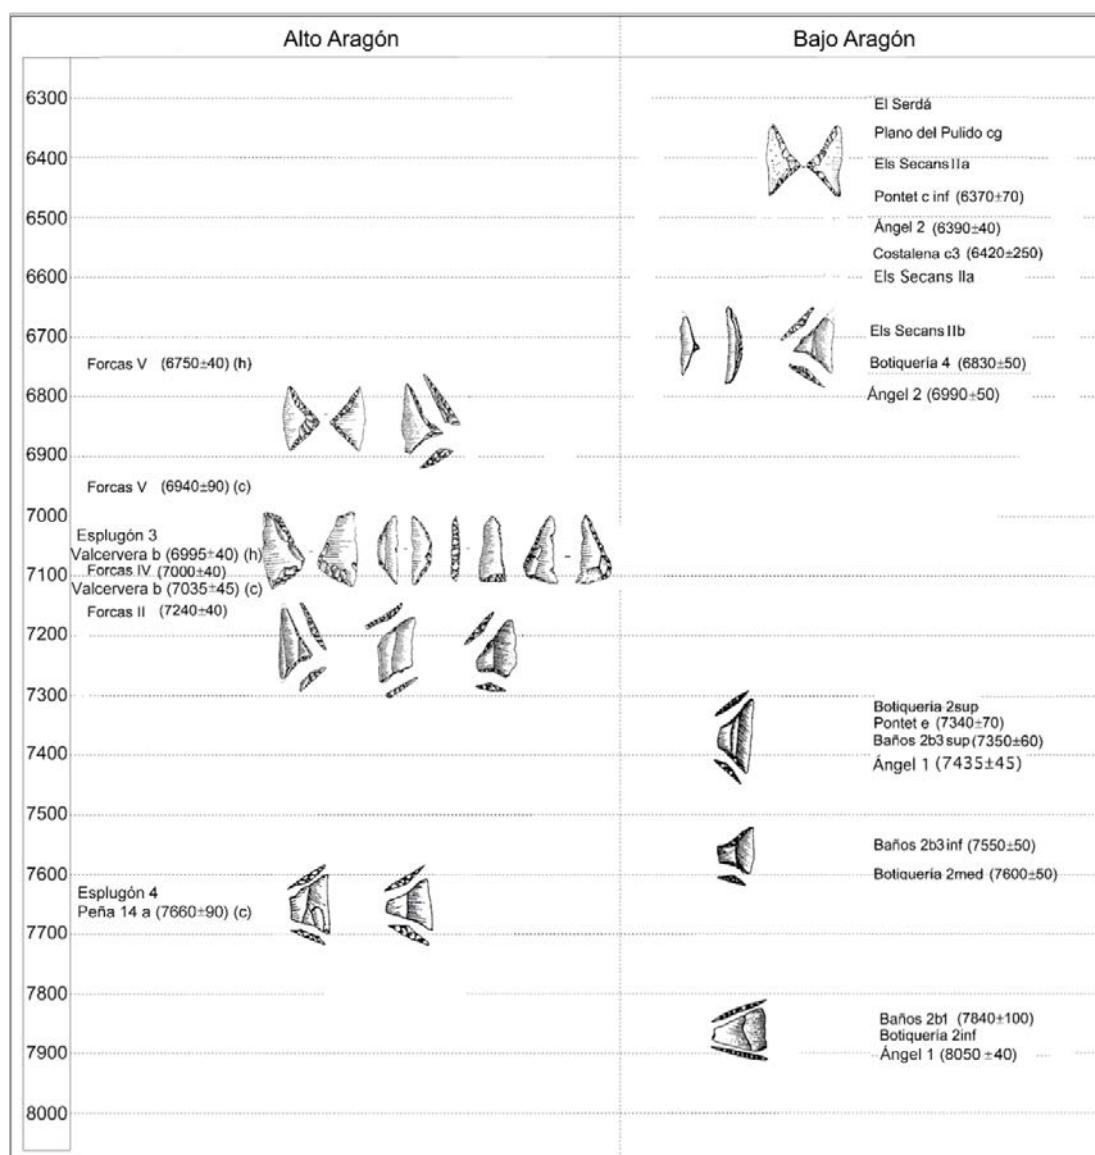 Alto Aragón
Bajo Aragón
6300
6400
6500
6600
6700
6800
6900
7000
7100
7200
7300
7400
7500
7600
7700
7800
7900
8000
Forcas V (6750±40) (h)
Forcas V (6940±90) (c)
Esplugón 3
Valcervera b (6995±40) (h)
Forcas IV (7000±40)
Valcervera b (7035±45) (c)
Forcas II (7240±40)
Esplugón 4
Peña 14 a (7660±90) (c)
El Serdá
Plano del Pulido cg
Els Secans IIa
Pontet c inf (6370±70)
Ángel 2 (6390±40)
Costalena c3 (6420±250)
Els Secans IIa
Els Secans IIb
Botiquería 4 (6830±50)
Ángel 2 (6990±50)
Botiquería 2sup
Pontet e (7340±70)
Baños 2b3 sup (7350±60)
Ángel 1 (7435±45)
Baños 2b3 inf (7550±50)
Botiquería 2med (7600±50)
Baños 2b1 (7840±100)
Botiquería 2inf
Ángel 1 (8050 ±40)